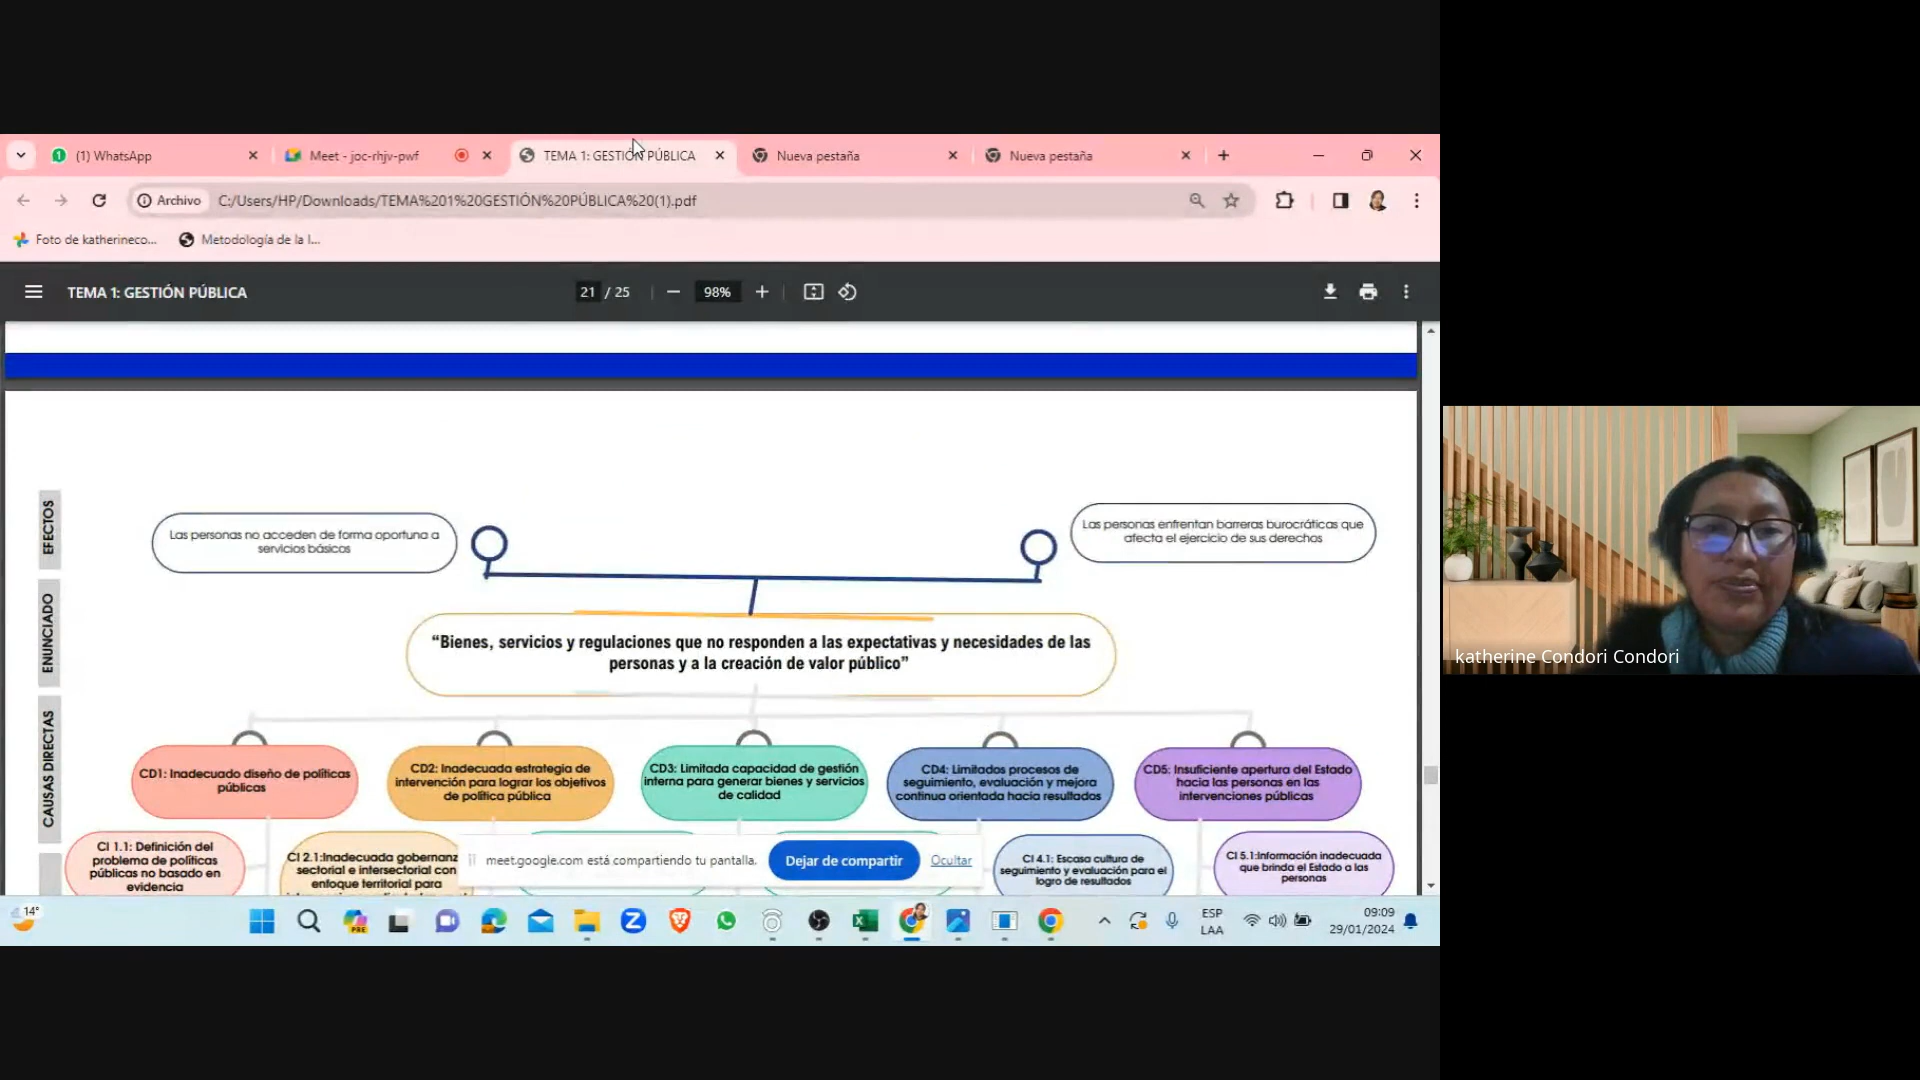 (1) WhatsApp
Meet - joc-rhjv-pwf
TEMA 1: GESTIÓN PÚBLICA
Nueva pestaña
Nueva pestaña
Archivo
C:/Users/HP/Downloads/TEMA%201%20GESTIÓN%20PÚBLICA%20(1).pdf
Foto de katherineco...
Metodología de la I...
TEMA 1: GESTIÓN PÚBLICA
21 / 25
98%
EFECTOS
Las personas no acceden de forma oportuna a
servicios básicos
Las personas enfrentan barreras burocráticas que
afecta el ejercicio de sus derechos
ENUNCIADO
“Bienes, servicios y regulaciones que no responden a las expectativas y necesidades de las
personas y a la creación de valor público”
CAUSAS DIRECTAS
CD1: Inadecuado diseño de políticas
públicas
CD2: Inadecuada estrategia de
intervención para lograr los objetivos
de política pública
CD3: Limitada capacidad de gestión
interna para generar bienes y servicios
de calidad
CD4: Limitados procesos de
seguimiento, evaluación y mejora
continua orientada hacia resultados
CD5: Insuficiente apertura del Estado
hacia las personas en las
intervenciones públicas
CI 1.1: Definición del
problema de políticas
públicas no basado en
evidencia
CI 2.1:Inadecuada gobernanz
sectorial e intersectorial con
enfoque territorial para
meet.google.com está compartiendo tu pantalla.
Dejar de compartir
Ocultar
CI 4.1: Escasa cultura de
seguimiento y evaluación para el
logro de resultados
CI 5.1:Información inadecuada
que brinda el Estado a las
personas
katherine Condori Condori
14°
PRE
ESP
LAA
09:09
29/01/2024